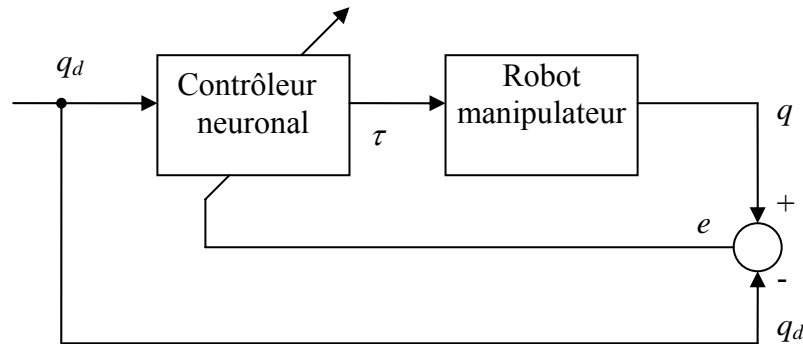 q_d
Contrôleur
neuronal
τ
Robot
manipulateur
q
+
e
-
q_d